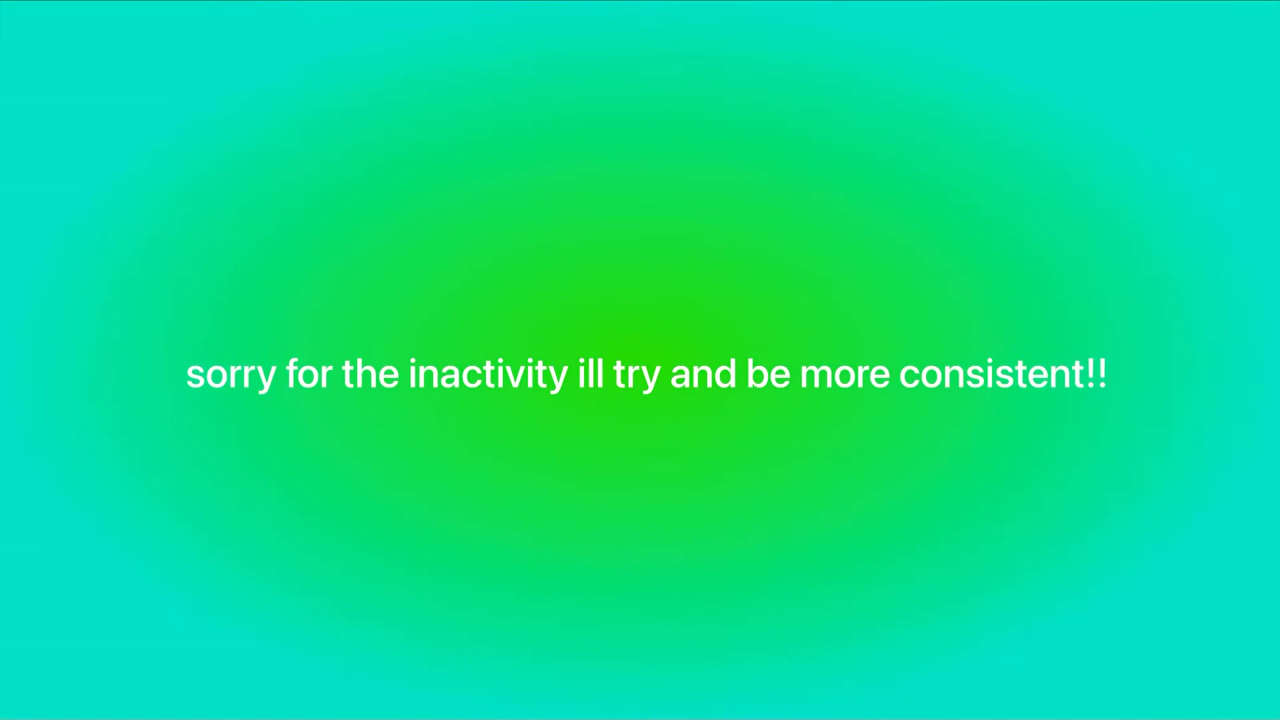 sorry for the inactivity ill try and be more consistent!!